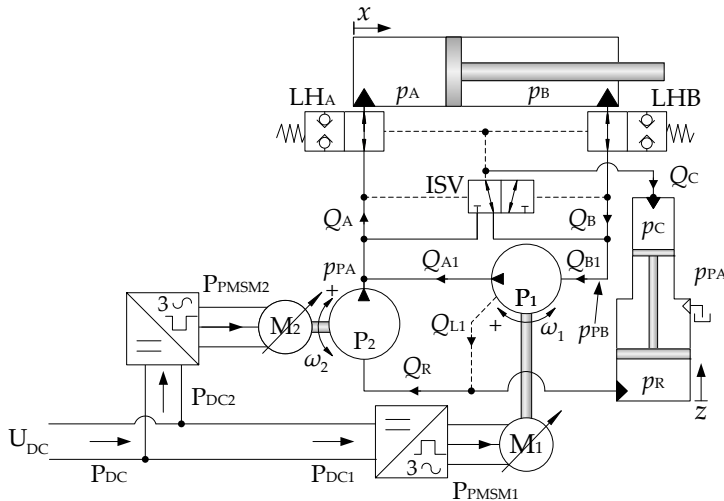 x
LHA pA pB LHB
ISV QC
QA QB pC
pPA QA1 QB1 pPA
PPMSM2 P1
3 M2 P2 QL1 ω1 pPB
+ + ω2
QR pR z
PDC2
UDC
PDC PDC1 3 M1
PPMSM1